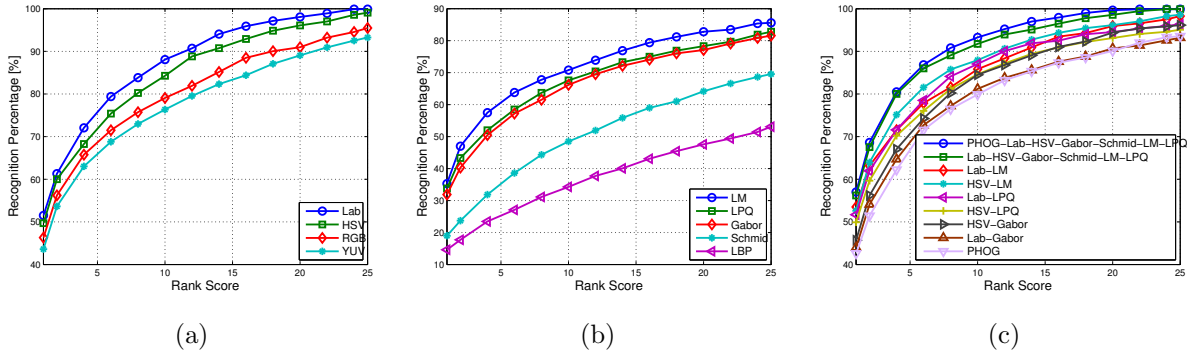 Recognition Percentage [%]
100
90
80
70
60
50
40
5
10
15
20
25
Rank Score
Lab
HSV
RGB
YUV
(a)
Recognition Percentage [%]
90
80
70
60
50
40
30
20
10
5
10
15
20
25
Rank Score
LM
LPQ
Gabor
Schmid
LBP
(b)
Recognition Percentage [%]
100
90
80
70
60
50
40
5
10
15
20
25
Rank Score
PHOG-Lab-HSV-Gabor-Schmid-LM-LPQ
Lab-HSV-Gabor-Schmid-LM-LPQ
Lab-LM
HSV-LM
Lab-LPQ
HSV-LPQ
HSV-Gabor
Lab-Gabor
PHOG
(c)